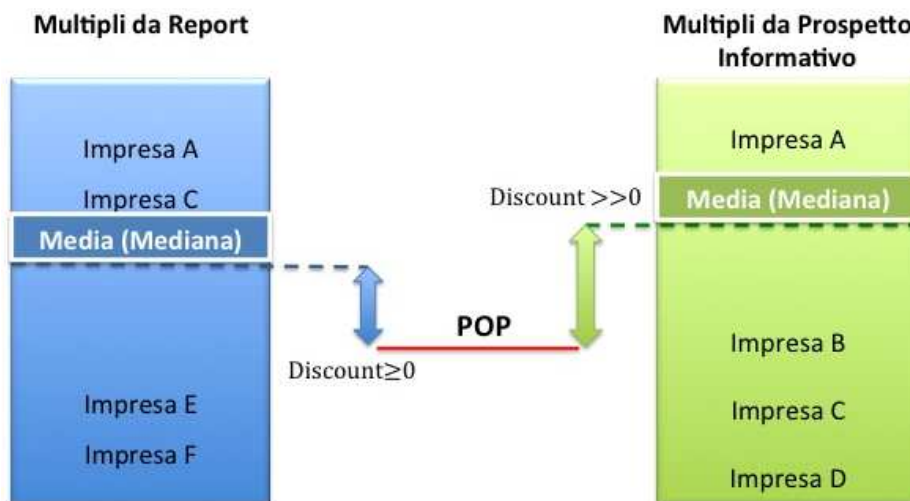 Multipli da Report
Multipli da Prospetto
Informativo
Impresa A
Impresa C
Media (Mediana)
Impresa E
Impresa F
Discount≥0
POP
Discount >>0
Impresa A
Media (Mediana)
Impresa B
Impresa C
Impresa D